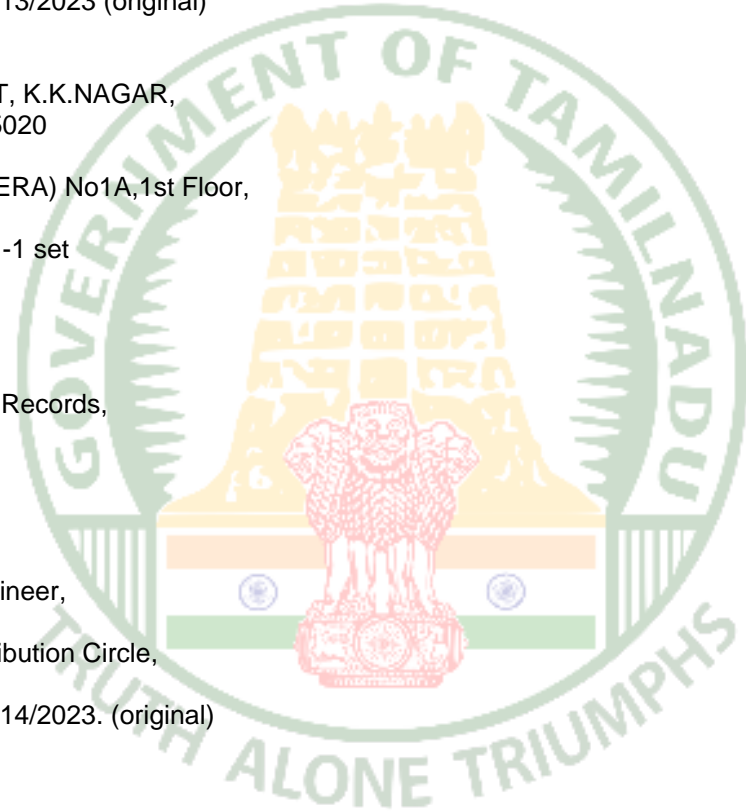 13/2023 (original)
T, K.K.NAGAR,
5020
ERA) No1A,1st Floor,
-1 set
Records,
ineer,
ibution Circle,
14/2023. (original)
GOVERNMENT OF TAMILNADU
TRUTH ALONE TRIUMPHS